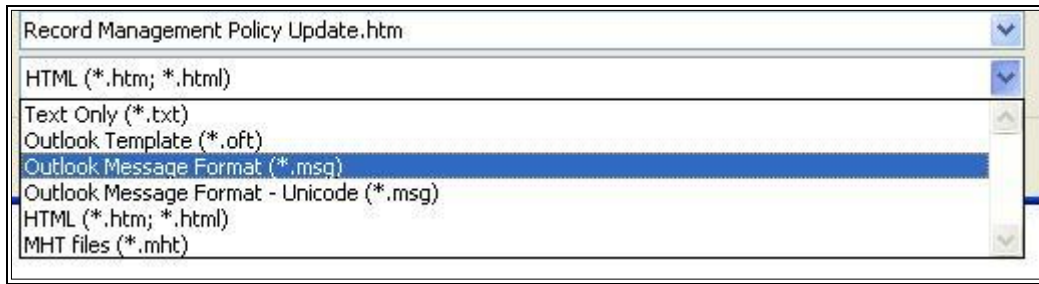 Record Management Policy Update.htm
HTML (*.htm; *.html)
Text Only (*.txt)
Outlook Template (*.oft)
Outlook Message Format (*.msg)
Outlook Message Format - Unicode (*.msg)
HTML (*.htm; *.html)
MHT files (*.mht)